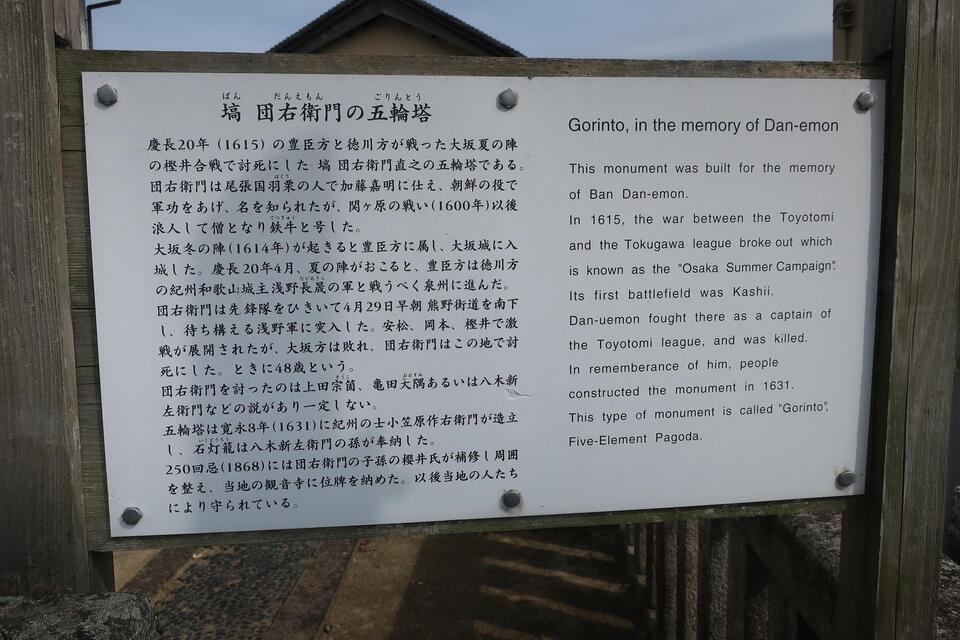 塙 団右衛門の五輪塔
慶長20年 (1615) の豊臣方と徳川方が戦った大坂夏の陣
の樫井合戦で討死にした 塙 団右衛門直之の五輪塔である。
団右衛門は尾張国羽栗の人で加藤嘉明に仕え、朝鮮の役で
軍功をあげ、名を知られたが、関ヶ原の戦い(1600年)以後
浪人して僧となり鉄牛と号した。
大坂冬の陣(1614年)が起きると豊臣方に属し、大坂城に入
城した。慶長20年4月、夏の陣がおこると、豊臣方は徳川方
の紀州和歌山城主浅野長晟の軍と戦うべく泉州に進んだ。
団右衛門は先鋒隊をひきいて4月29日早朝 熊野街道を南下
し、待ち構える浅野軍に突入した。安松、岡本、樫井で激
戦が展開されたが、大坂方は敗れ、団右衛門はこの地で討
死にした。ときに48歳という。
団右衛門を討ったのは上田宗箇、亀田大隅あるいは八木新
左衛門などの説があり一定しない。
五輪塔は寛永8年(1631)に紀州の士小笠原作右衛門が造立
し、石灯籠は八木新左衛門の孫が奉納した。
250回忌(1868)には団右衛門の子孫の櫻井氏が補修し周囲
を整え、当地の観音寺に位牌を納めた。以後当地の人たち
により守られている。
Gorinto, in the memory of Dan-emon
This monument was built for the memory
of Ban Dan-emon.
In 1615, the war between the Toyotomi
and the Tokugawa league broke out which
is known as the "Osaka Summer Campaign".
Its first battlefield was Kashii.
Dan-uemon fought there as a captain of
the Toyotomi league, and was killed.
In rememberance of him, people
constructed the monument in 1631.
This type of monument is called "Gorinto",
Five-Element Pagoda.